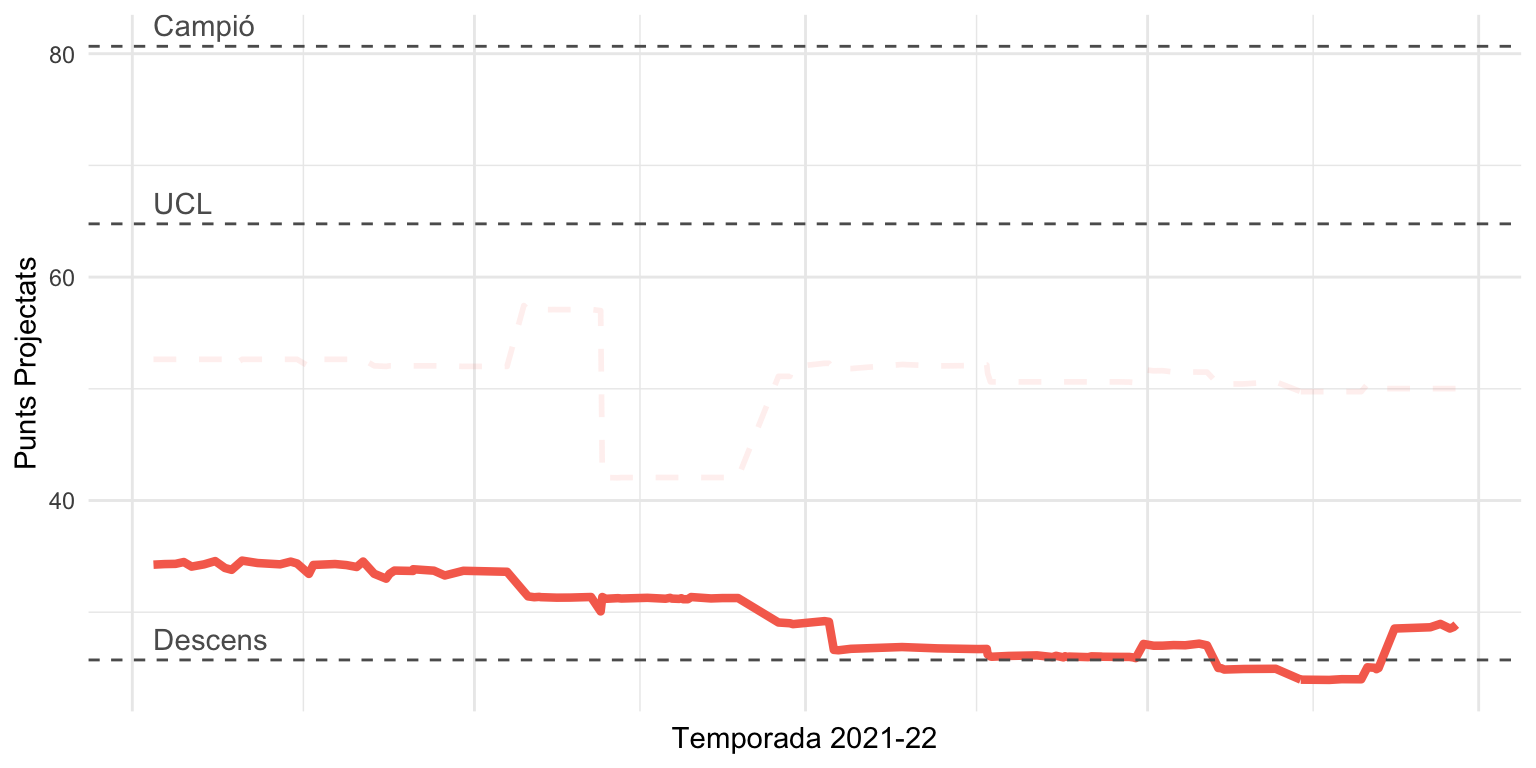 Campió
80
UCL
60
Punts Projectats
40
Descens
Temporada 2021-22